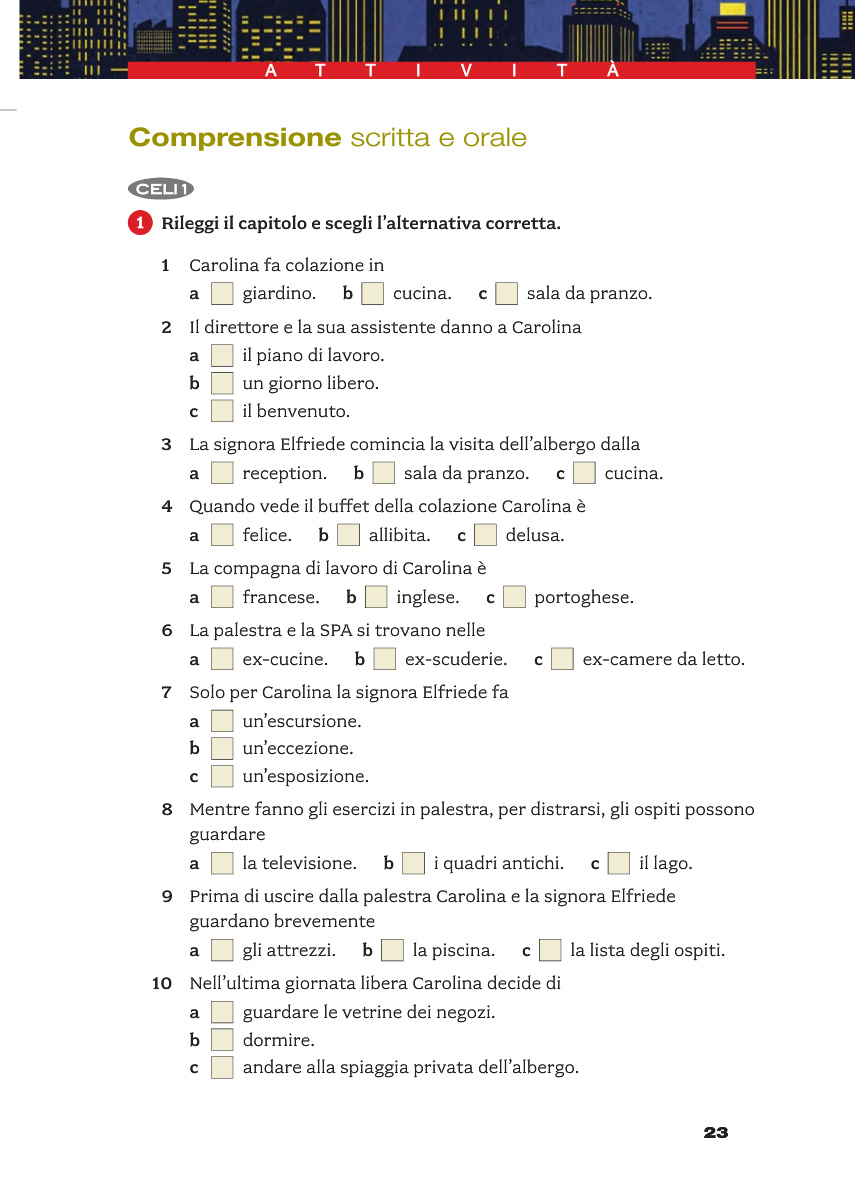 ATTIVITÀ
Comprensione scritta e orale
CELI 1
1 Rileggi il capitolo e scegli l'alternativa corretta.
1 Carolina fa colazione in
a giardino. b cucina. c sala da pranzo.
2 Il direttore e la sua assistente danno a Carolina
a il piano di lavoro.
b un giorno libero.
c il benvenuto.
3 La signora Elfriede comincia la visita dell'albergo dalla
a reception. b sala da pranzo. c cucina.
4 Quando vede il buffet della colazione Carolina è
a felice. b allibita. c delusa.
5 La compagna di lavoro di Carolina è
a francese. b inglese. c portoghese.
6 La palestra e la SPA si trovano nelle
a ex-cucine. b ex-scuderie. c ex-camere da letto.
7 Solo per Carolina la signora Elfriede fa
a un'escursione.
b un'eccezione.
c un'esposizione.
8 Mentre fanno gli esercizi in palestra, per distrarsi, gli ospiti possono
guardare
a la televisione. b i quadri antichi. c il lago.
9 Prima di uscire dalla palestra Carolina e la signora Elfriede
guardano brevemente
a gli attrezzi. b la piscina. c la lista degli ospiti.
10 Nell'ultima giornata libera Carolina decide di
a guardare le vetrine dei negozi.
b dormire.
c andare alla spiaggia privata dell'albergo.
23